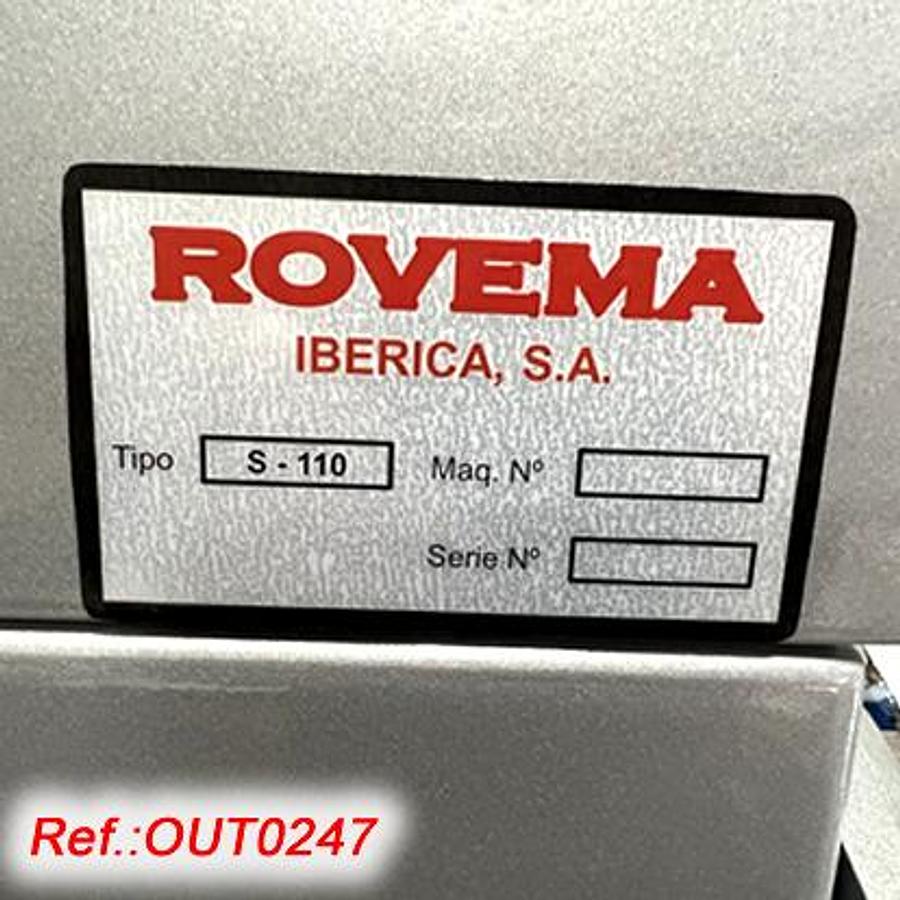 ROVEMA
IBERICA, S.A.
Tipo S - 110 Maq. Nº
Serie Nº
Ref.:OUT0247